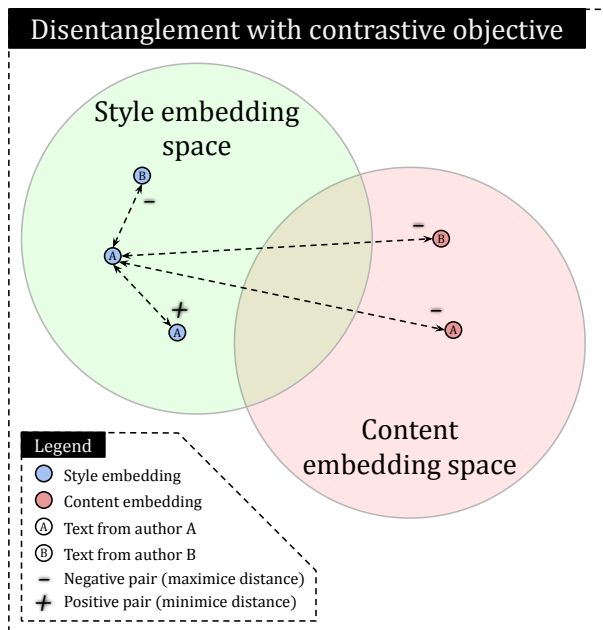 Disentanglement with contrastive objective
Style embedding
space
B
−
A
+
A
−
B
−
A
Content
embedding space
Legend
Style embedding
Content embedding
A Text from author A
B Text from author B
− Negative pair (maximice distance)
+ Positive pair (minimice distance)